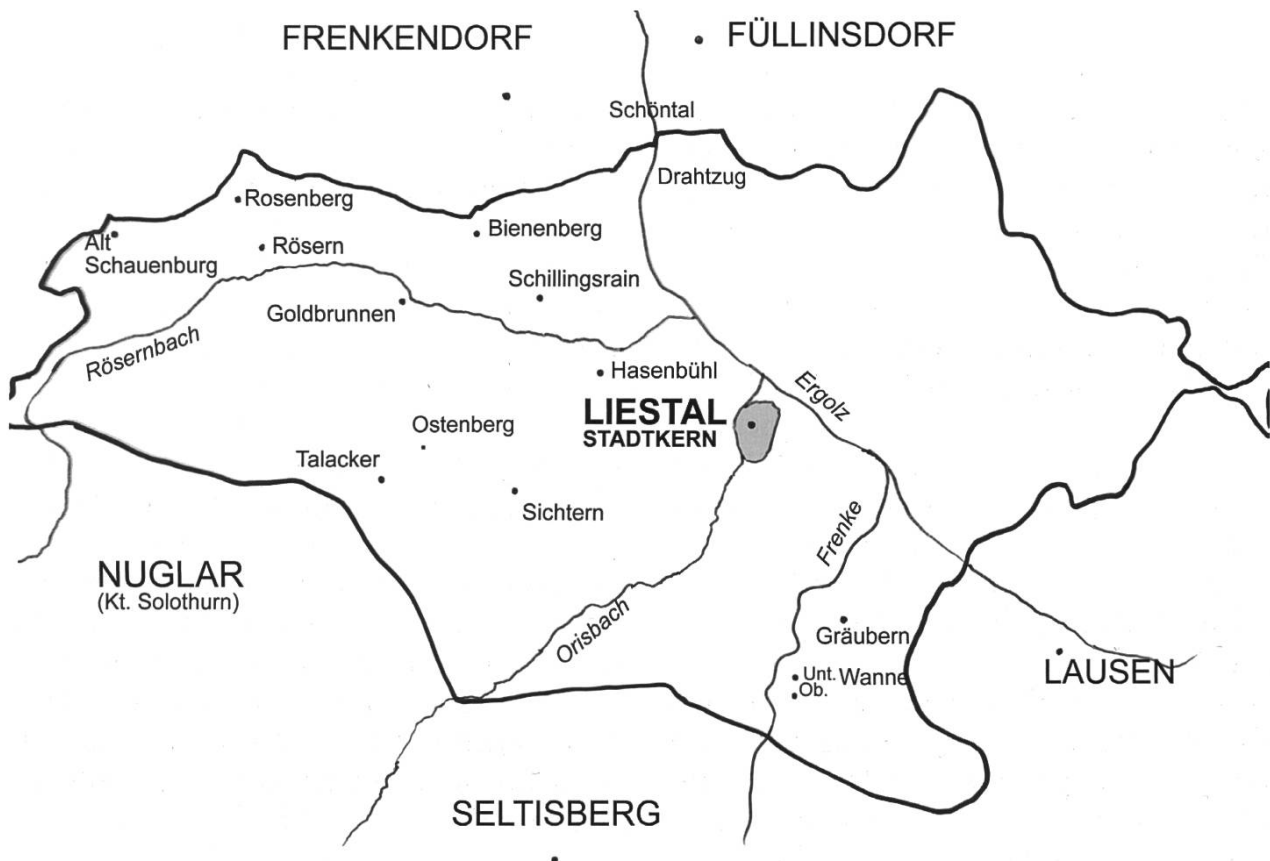 FRENKENDORF
FÜLLINSDORF
Schöntal
Drahtzug
Rosenberg
Bienenberg
Alt
Schauenburg
Rösern
Schillingsrain
Goldbrunnen
Rösernbach
Hasenbühl
Ergolz
LIESTAL
STADTKERN
Ostenberg
Talacker
Sichtern
Frenke
NUGLAR
(Kt. Solothurn)
Orisbach
Gräubern
Unt. Wanne
Ob.
LAUSEN
SELTISBERG